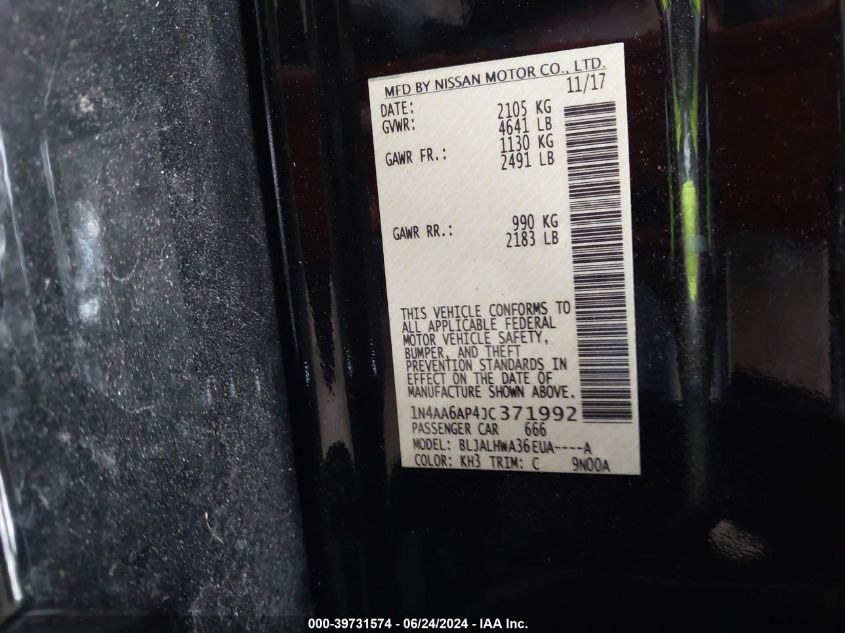 MFD BY NISSAN MOTOR CO., LTD.
DATE: 11/17
GVWR: 2105 KG
4641 LB
GAWR FR.: 1130 KG
2491 LB
GAWR RR.: 990 KG
2183 LB
THIS VEHICLE CONFORMS TO
ALL APPLICABLE FEDERAL
MOTOR VEHICLE SAFETY,
BUMPER, AND THEFT
PREVENTION STANDARDS IN
EFFECT ON THE DATE OF
MANUFACTURE SHOWN ABOVE.
1N4AA6AP4JC371992
PASSENGER CAR 666
MODEL: BLJALHWA36EUA----A
COLOR: KH3 TRIM: C 9N00A
000-39731574 - 06/24/2024 - IAA Inc.